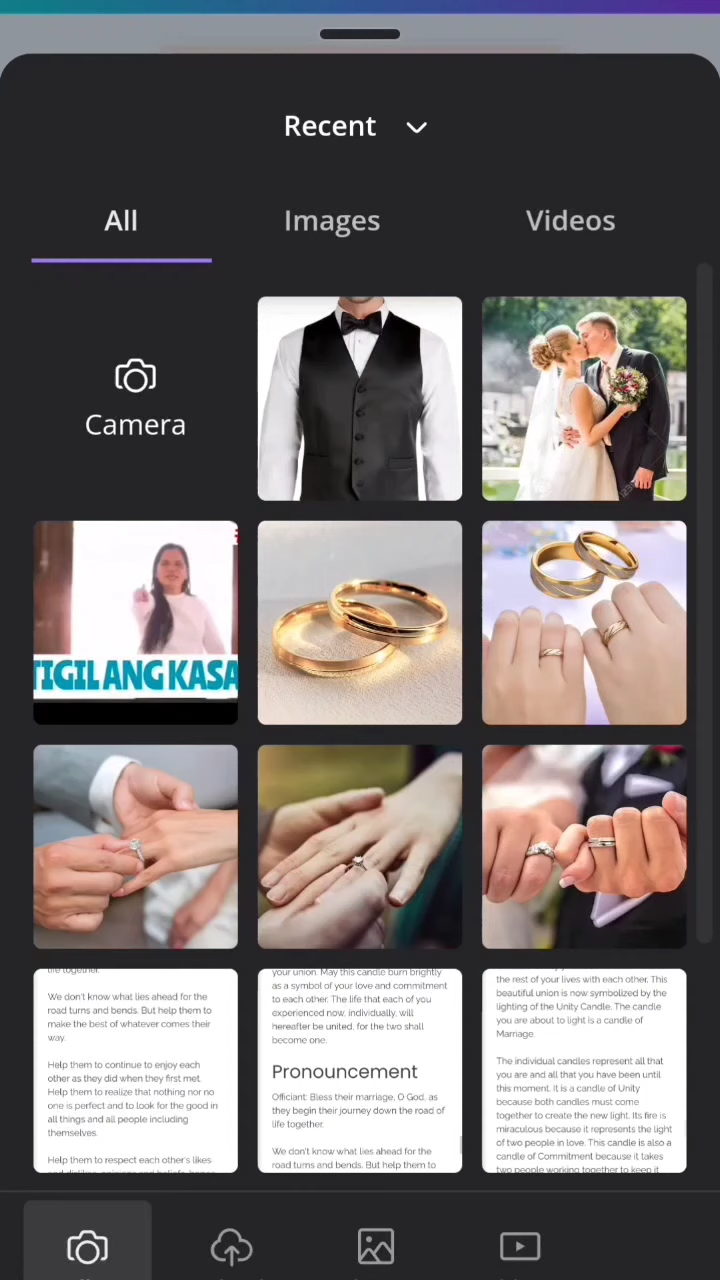 Recent
All Images Videos
Camera
TIGIL ANG KASA
life together.
We don't know what lies ahead for the
road turns and bends. But help them to
make the best of whatever comes their
way.
Help them to continue to enjoy each
other as they did when they first met.
Help them to realize that nothing nor no
one is perfect and to look for the good in
all things and all people including
themselves.
Help them to respect each other's likes
your union. May this candle burn brightly
as a symbol of your love and commitment
to each other. The life that each of you
experienced now, individually, will
hereafter be united, for the two shall
become one.
Pronouncement
Officiant: Bless their marriage, O God, as
they begin their journey down the road of
life together.
We don't know what lies ahead for the
road turns and bends. But help them to
the rest of your lives with each other. This
beautiful union is now symbolized by the
lighting of the Unity Candle. The candle
you are about to light is a candle of
Marriage.
The individual candles represent all that
you are and all that you have been until
this moment. It is a candle of Unity
because both candles must come
together to create the new light. Its fire is
miraculous because it represents the light
of two people in love. This candle is also a
candle of Commitment because it takes
two people working together to keep it